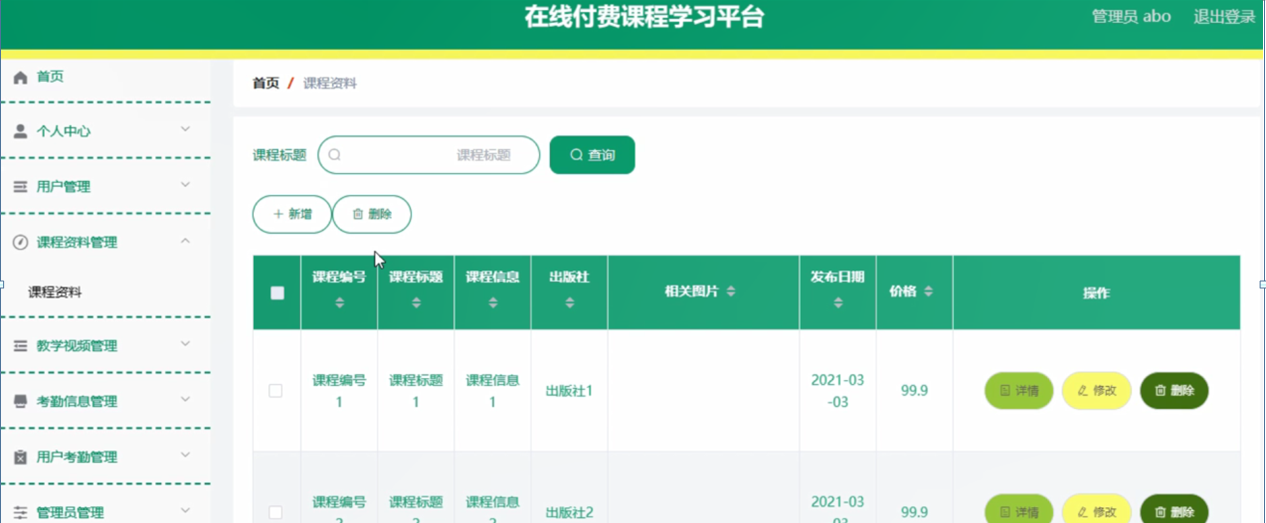 在线付费课程学习平台
管理员 abo 退出登录
首页
个人中心
用户管理
课程资料管理
课程资料
教学视频管理
考勤信息管理
用户考勤管理
管理员管理
首页 / 课程资料
课程标题 课程标题 查询
新增 删除
课程编号 课程标题 课程信息 出版社 相关图片 发布日期 价格 操作
课程编号 课程标题 课程信息 出版社1 2021-03 99.9 详情 修改 删除
1 1 1 -03
课程编号 课程标题 课程信息 出版社2 2021-03 99.9 详情 修改 删除